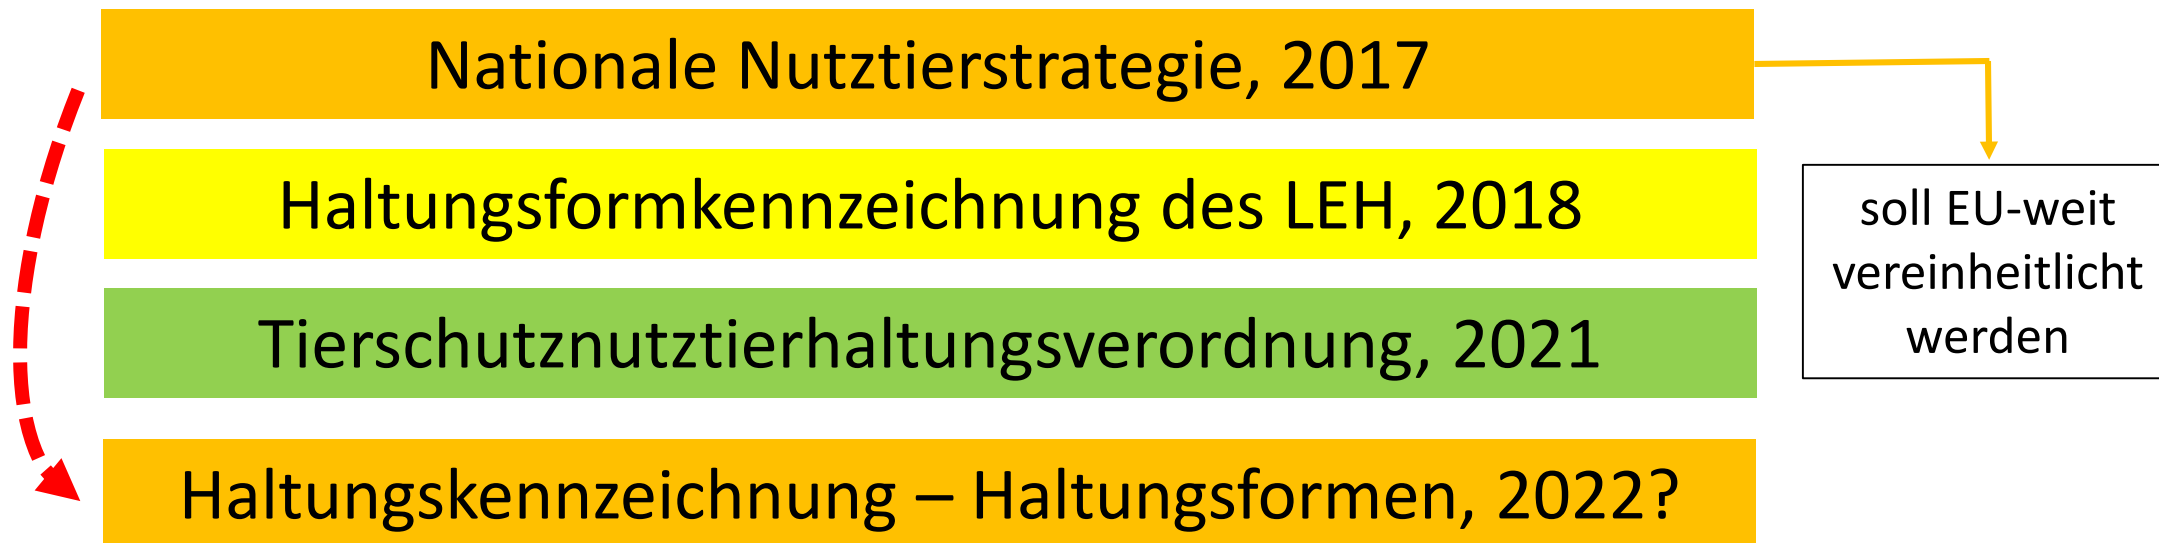 Nationale Nutztierstrategie, 2017
Haltungsformkennzeichnung des LEH, 2018
Tierschutznutztierhaltungsverordnung, 2021
Haltungskennzeichnung – Haltungsformen, 2022?
soll EU-weit
vereinheitlicht
werden